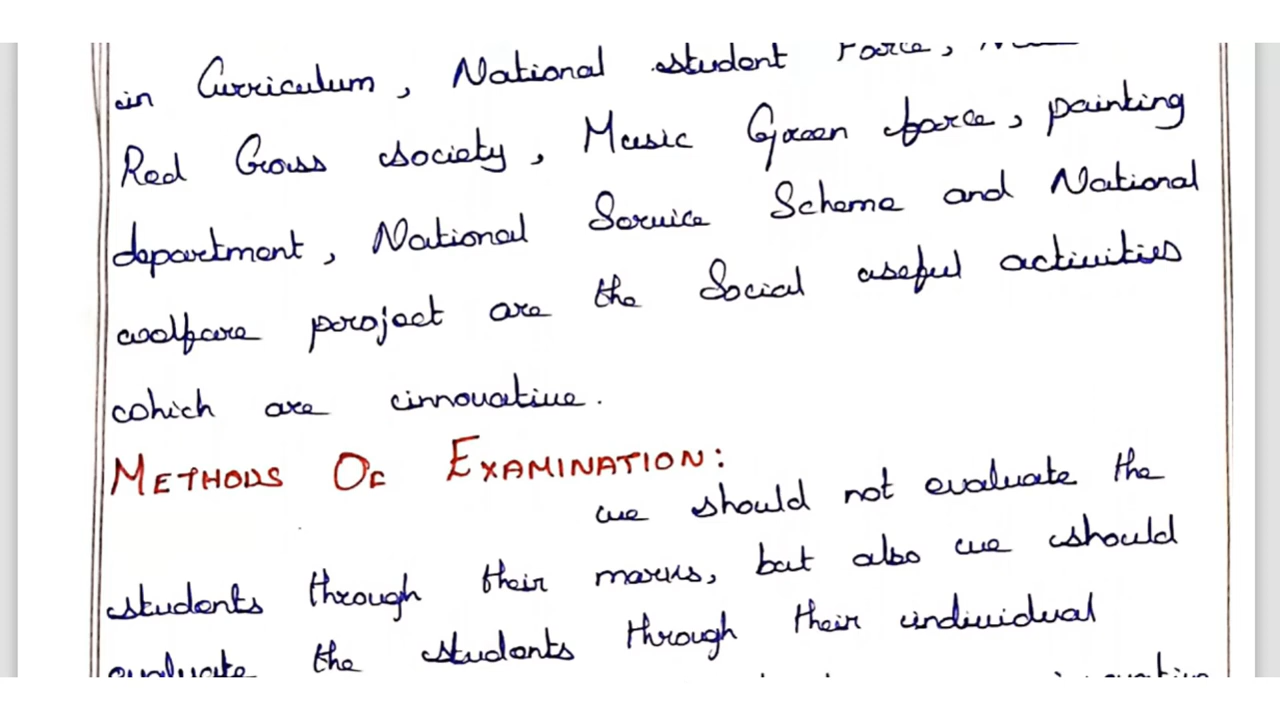 in Curriculum, National student Force,
Red Cross society, Music Green force, painting
department, National Service Scheme and National
welfare project are the Social useful activities
which are innovative.
METHODS OF EXAMINATION:
we should not evaluate the
students through their marks, but also we should
evaluate the students through their individual